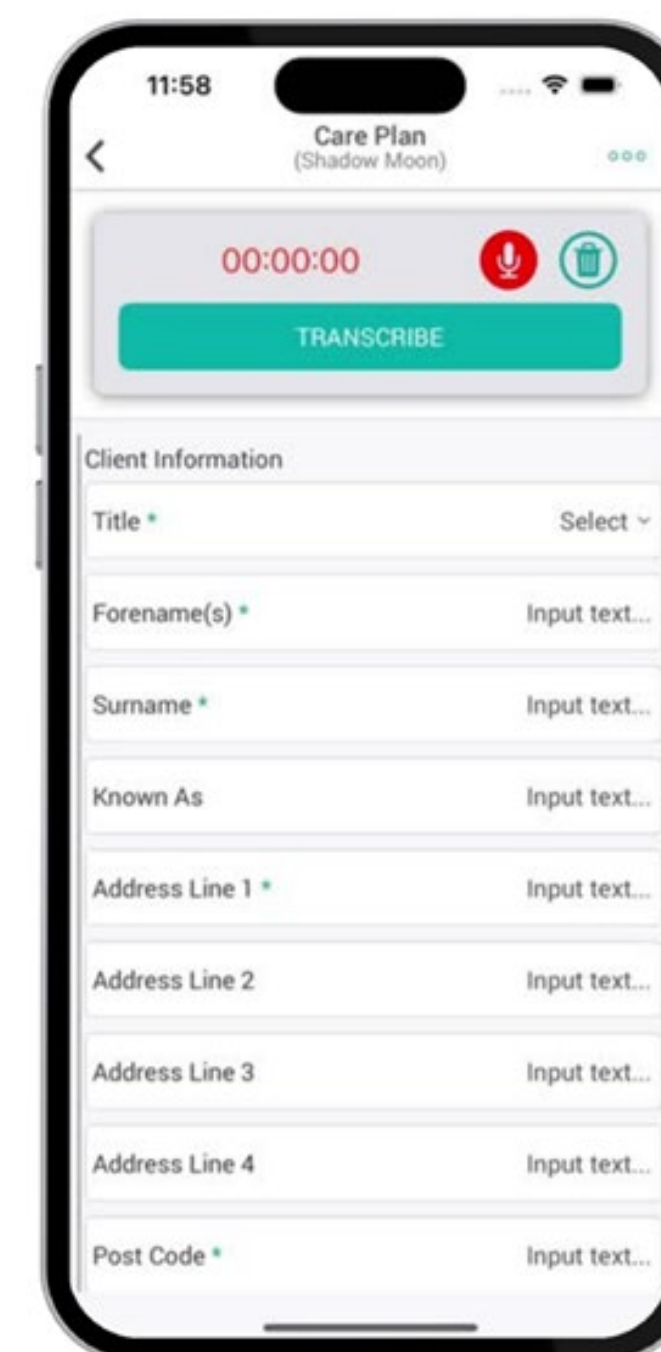 11:58
Care Plan
(Shadow Moon)
00:00:00
TRANSCRIBE
Client Information
Title * Select
Forename(s) * Input text...
Surname * Input text...
Known As Input text...
Address Line 1 * Input text...
Address Line 2 Input text...
Address Line 3 Input text...
Address Line 4 Input text...
Post Code * Input text...